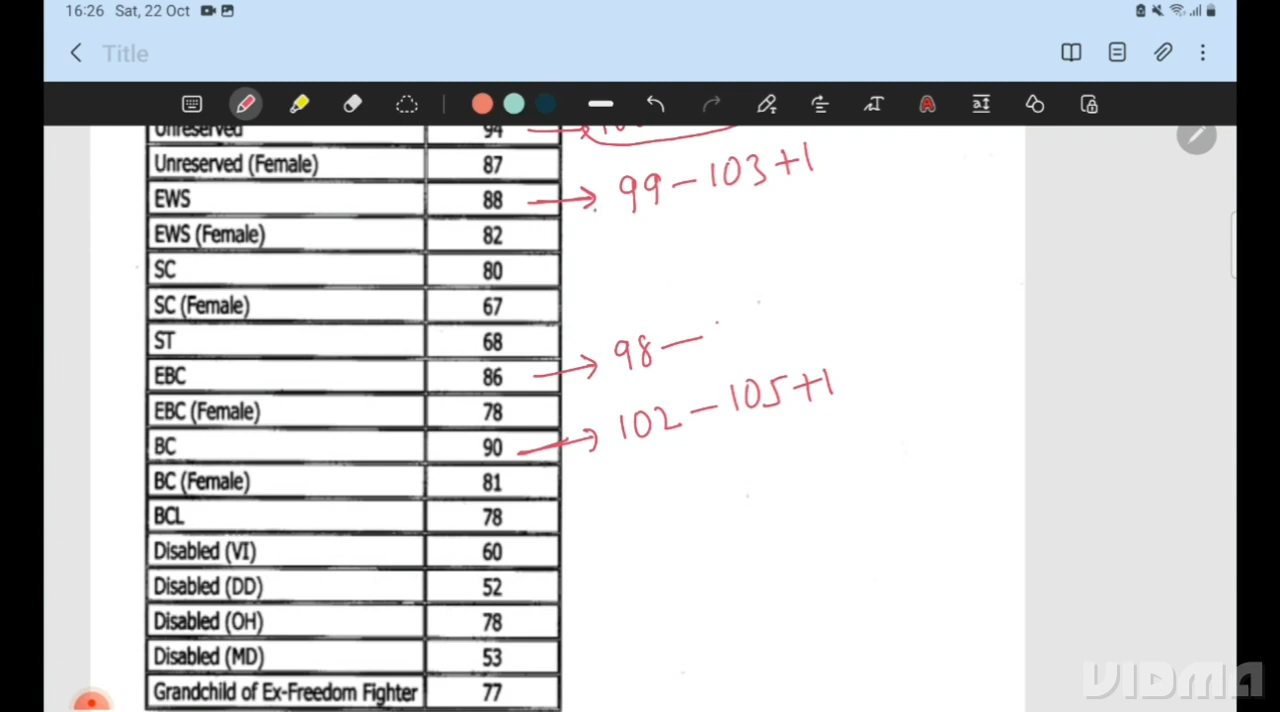 16:26 Sat, 22 Oct
Title
Unreserved 94
Unreserved (Female) 87
EWS 88 → 99-103+1
EWS (Female) 82
SC 80
SC (Female) 67
ST 68
EBC 86 → 98-
EBC (Female) 78
BC 90 → 102-105+1
BC (Female) 81
BCL 78
Disabled (VI) 60
Disabled (DD) 52
Disabled (OH) 78
Disabled (MD) 53
Grandchild of Ex-Freedom Fighter 77
VIDMA